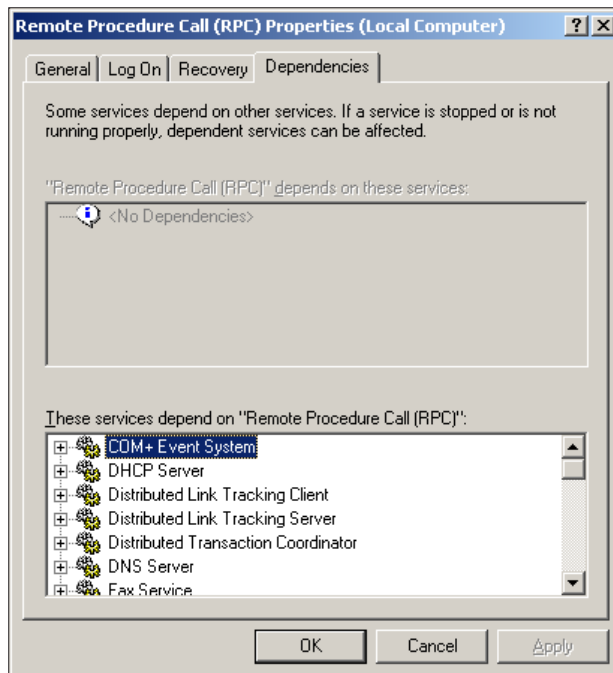 Remote Procedure Call (RPC) Properties (Local Computer)
General Log On Recovery Dependencies
Some services depend on other services. If a service is stopped or is not
running properly, dependent services can be affected.
"Remote Procedure Call (RPC)" depends on these services:
<No Dependencies>
These services depend on "Remote Procedure Call (RPC)":
COM+ Event System
DHCP Server
Distributed Link Tracking Client
Distributed Link Tracking Server
Distributed Transaction Coordinator
DNS Server
Fax Service
OK Cancel Apply